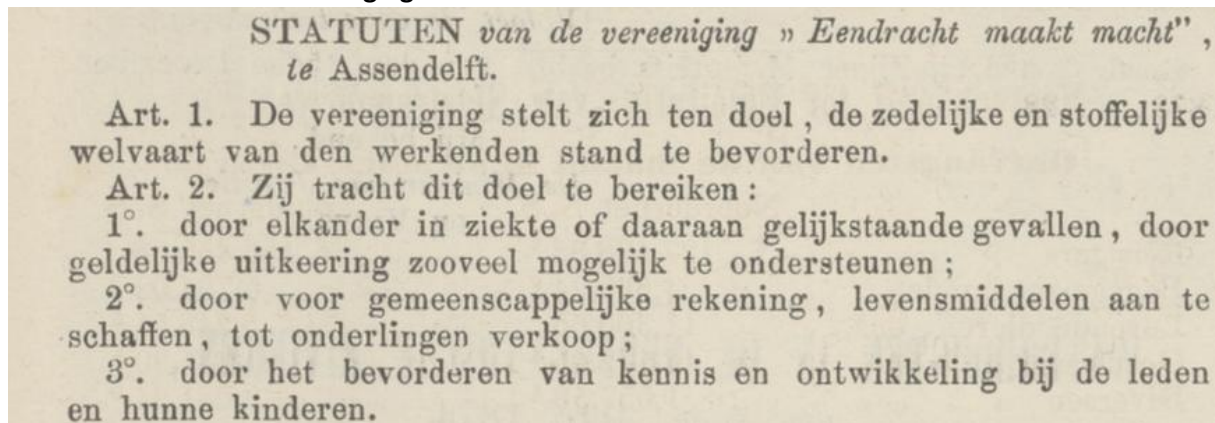 STATUTEN van de vereeniging » Eendracht maakt macht”,
te Assendelft.
Art. 1. De vereeniging stelt zich ten doel, de zedelijke en stoffelijke
welvaart van den werkenden stand te bevorderen.
Art. 2. Zij tracht dit doel te bereiken:
1°. door elkander in ziekte of daaraan gelijkstaande gevallen, door
geldelijke uitkeering zooveel mogelijk te ondersteunen;
2°. door voor gemeenscappelijke rekening, levensmiddelen aan te
schaffen, tot onderlingen verkoop;
3°. door het bevorderen van kennis en ontwikkeling bij de leden
en hunne kinderen.